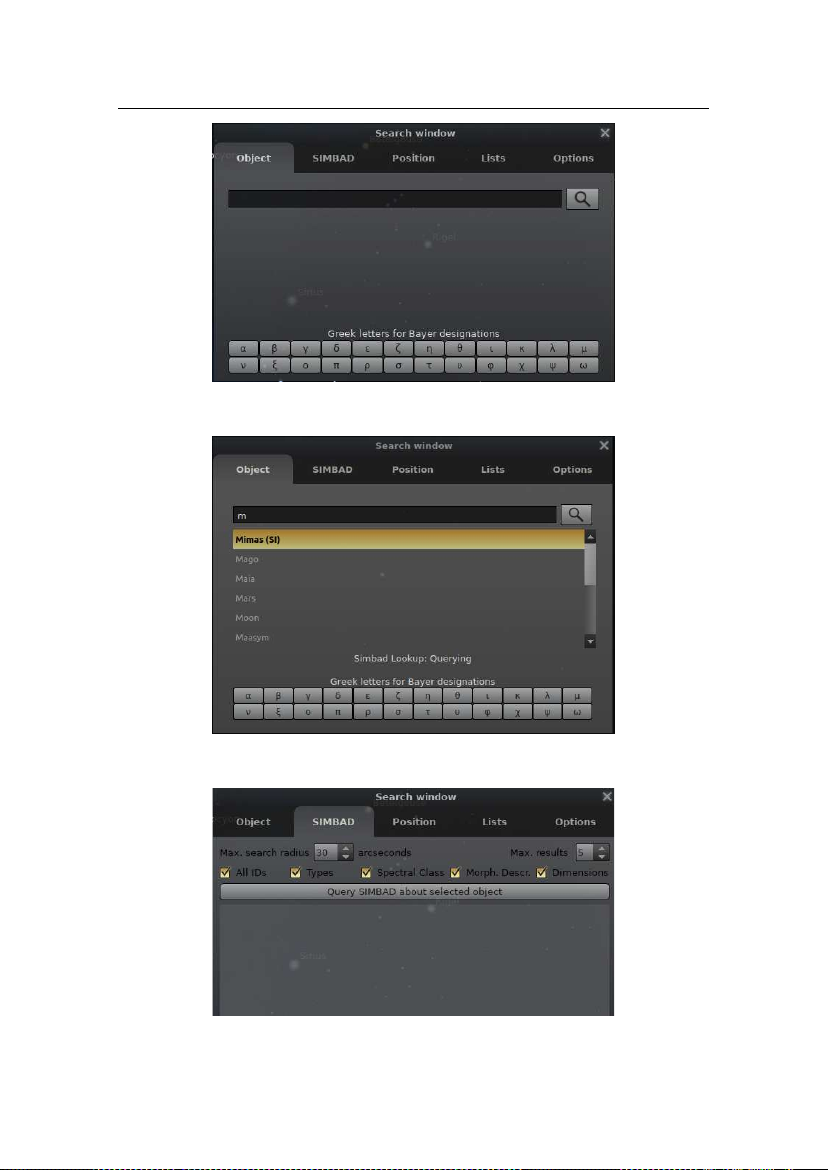 Search window
Object SIMBAD Position Lists Options
Rigel
Sirius
Greek letters for Bayer designations
α β γ δ ε ζ η θ ι κ λ μ
ν ξ ο π ρ σ τ υ φ χ ψ ω
Search window
Object SIMBAD Position Lists Options
m
Mimas (SI)
Mago
Maia
Mars
Moon
Maasym
Simbad Lookup: Querying
Greek letters for Bayer designations
α β γ δ ε ζ η θ ι κ λ μ
ν ξ ο π ρ σ τ υ φ χ ψ ω
Search window
Object SIMBAD Position Lists Options
Max. search radius 30 arcseconds Max. results 5
All IDs Types Spectral Class Morph. Descr. Dimensions
Query SIMBAD about selected object
Sirius